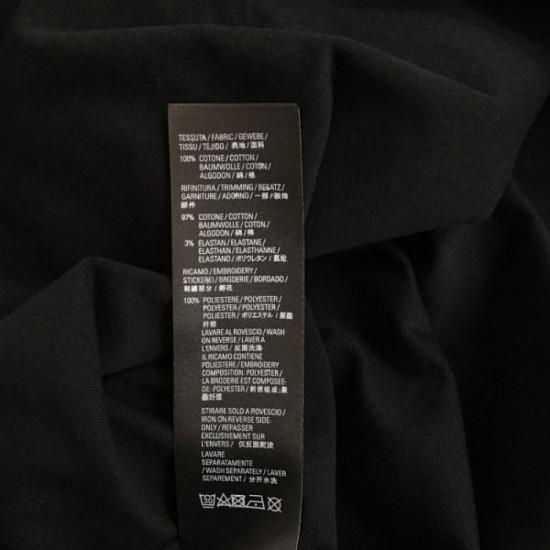 TESSUTA / FABRIC / GEWEBE /
TISSU / TEJIDO / 表地 / 面料
100% COTONE / COTTON /
BAUMWOLLE / COTON /
ALGODON / 綿 / 棉
RIFINITURA / TRIMMING / BESATZ /
GARNITURE / ADORNO / 一部 / 装饰
部件
97% COTONE / COTTON /
BAUMWOLLE / COTON /
ALGODON / 綿 / 棉
3% ELASTAN / ELASTANE /
ELASTHAN / ELASTHANNE /
ELASTANO / ポリウレタン / 氨纶
RICAMO / EMBROIDERY /
STICKEREI / BRODERIE / BORDADO /
刺繍部分 / 刺花
100% POLIESTERE / POLYESTER /
POLYESTER / POLYESTER /
POLIESTER / ポリエステル / 聚酯
纤维
LAVARE AL ROVESCIO / WASH
ON REVERSE / LAVER A
L'ENVERS / 反面洗涤
IL RICAMO CONTIENE
POLIESTERE / EMBROIDERY
COMPOSITION: POLYESTER /
LA BRODERIE EST COMPOSEE-
DE POLYESTER / 刺绣组成:聚
酯纤维
STIRARE SOLO A ROVESCIO /
IRON ON REVERSE SIDE-
ONLY / REPASSER
EXCLUSIVEMENT SUR
L'ENVERS / 仅反面熨烫
LAVARE
SEPARATAMENTE
/ WASH SEPARATELY / LAVER
SEPAREMENT / 分开水洗
30